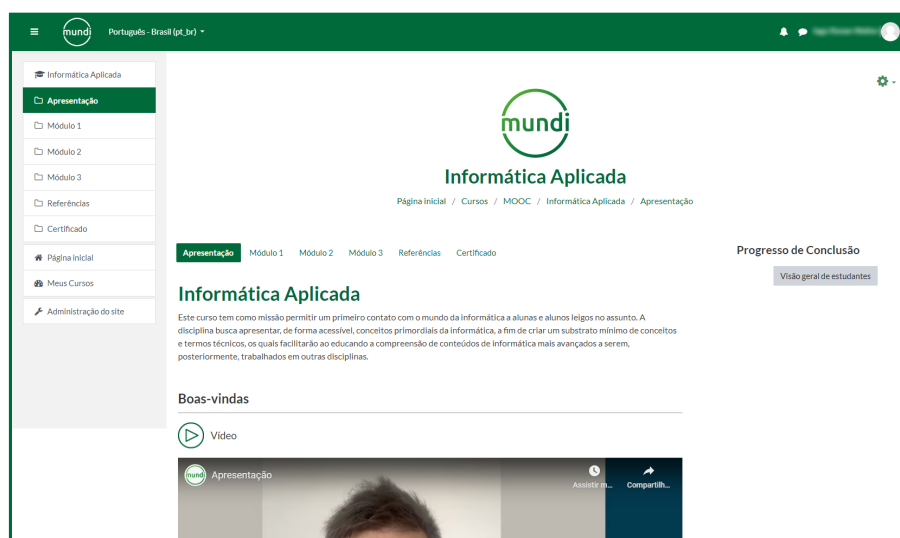 mundi
Português - Brasil (pt_br)
Informática Aplicada
Apresentação
Módulo 1
Módulo 2
Módulo 3
Referências
Certificado
Página inicial
Meus Cursos
Administração do site
mundi
Informática Aplicada
Página inicial / Cursos / MOOC / Informática Aplicada / Apresentação
Apresentação Módulo 1 Módulo 2 Módulo 3 Referências Certificado
Progresso de Conclusão
Visão geral de estudantes
Informática Aplicada
Este curso tem como missão permitir um primeiro contato com o mundo da informática a alunas e alunos leigos no assunto. A
disciplina busca apresentar, de forma acessível, conceitos primordiais da informática, a fim de criar um substrato mínimo de conceitos
e termos técnicos, os quais facilitarão ao educando a compreensão de conteúdos de informática mais avançados a serem,
posteriormente, trabalhados em outras disciplinas.
Boas-vindas
Vídeo
mundi Apresentação
Assistir m... Compartilh...